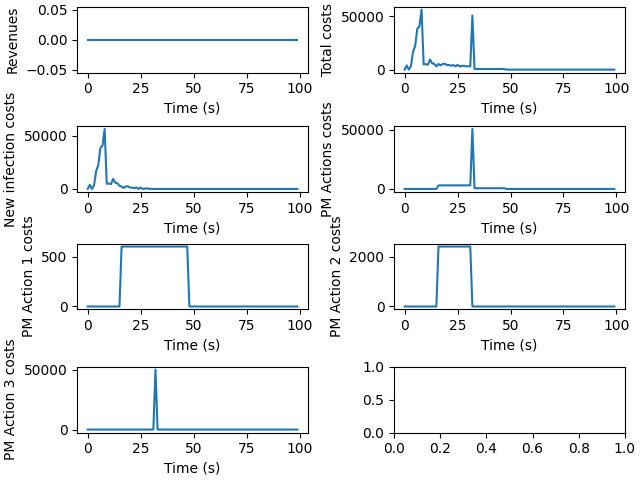 Revenues
0.05
0.00
−0.05
0 25 50 75 100
Time (s)
Total costs
50000
0
0 25 50 75 100
Time (s)
New infection costs
50000
0
0 25 50 75 100
Time (s)
PM Actions costs
50000
0
0 25 50 75 100
Time (s)
PM Action 1 costs
500
0
0 25 50 75 100
Time (s)
PM Action 2 costs
2000
0
0 25 50 75 100
Time (s)
PM Action 3 costs
50000
0
0 25 50 75 100
Time (s)
1.0
0.5
0.0
0.0 0.2 0.4 0.6 0.8 1.0